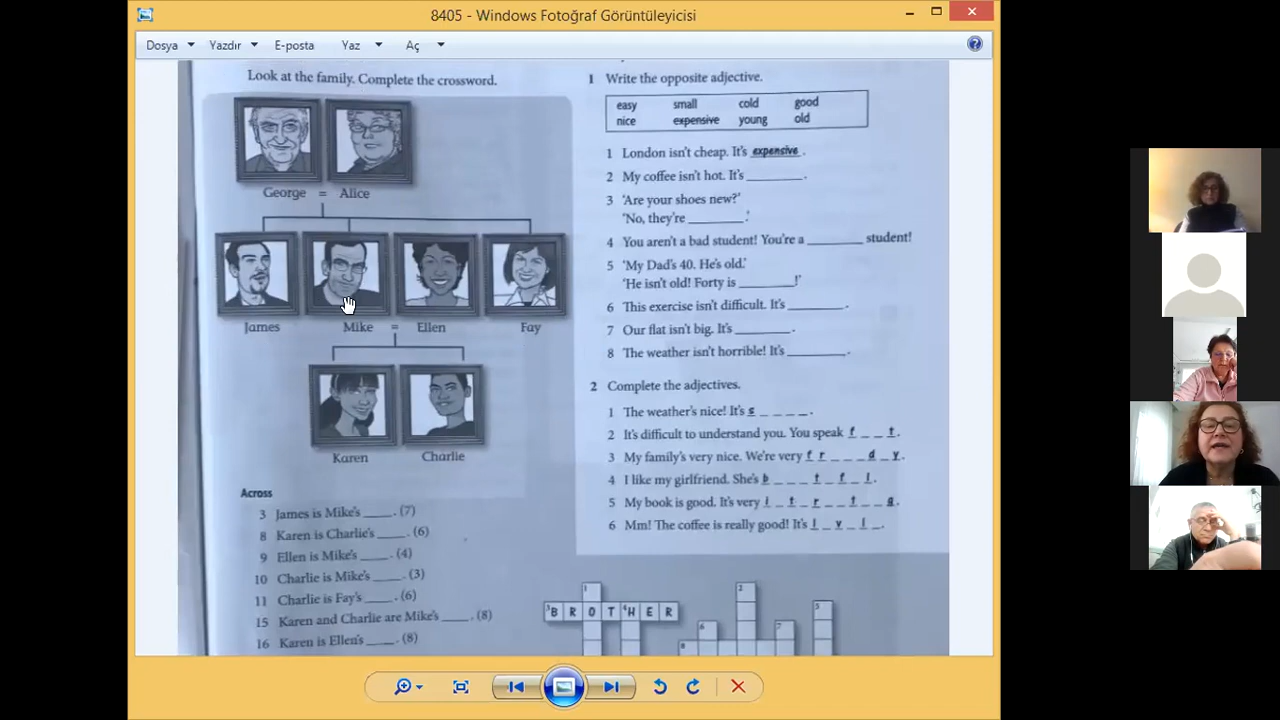 8405 - Windows Fotoğraf Görüntüleyicisi
Dosya Yazdır E-posta Yaz Aç
Look at the family. Complete the crossword.
George = Alice
James Mike = Ellen Fay
Karen Charlie
Across
3 James is Mike's ____. (7)
8 Karen is Charlie's ____. (6)
9 Ellen is Mike's ____. (4)
10 Charlie is Mike's ____. (3)
11 Charlie is Fay's ____. (6)
15 Karen and Charlie are Mike's ____. (8)
16 Karen is Ellen's ____. (8)
1 Write the opposite adjective.
easy small cold good
nice expensive young old
1 London isn't cheap. It's expensive.
2 My coffee isn't hot. It's ________.
3 'Are your shoes new?'
'No, they're ________.'
4 You aren't a bad student! You're a ________ student!
5 'My Dad's 40. He's old.'
'He isn't old! Forty is ________!'
6 This exercise isn't difficult. It's ________.
7 Our flat isn't big. It's ________.
8 The weather isn't horrible! It's ________.
2 Complete the adjectives.
1 The weather's nice! It's s _ _ _ _.
2 It's difficult to understand you. You speak f _ _ t.
3 My family's very nice. We're very f r _ _ _ d _ y.
4 I like my girlfriend. She's b _ _ _ t _ f _ l.
5 My book is good. It's very i _ t _ r _ _ t _ _ g.
6 Mm! The coffee is really good! It's l _ v _ l _.
1 2
3 B R O T 4 H E R 5
6 7
8